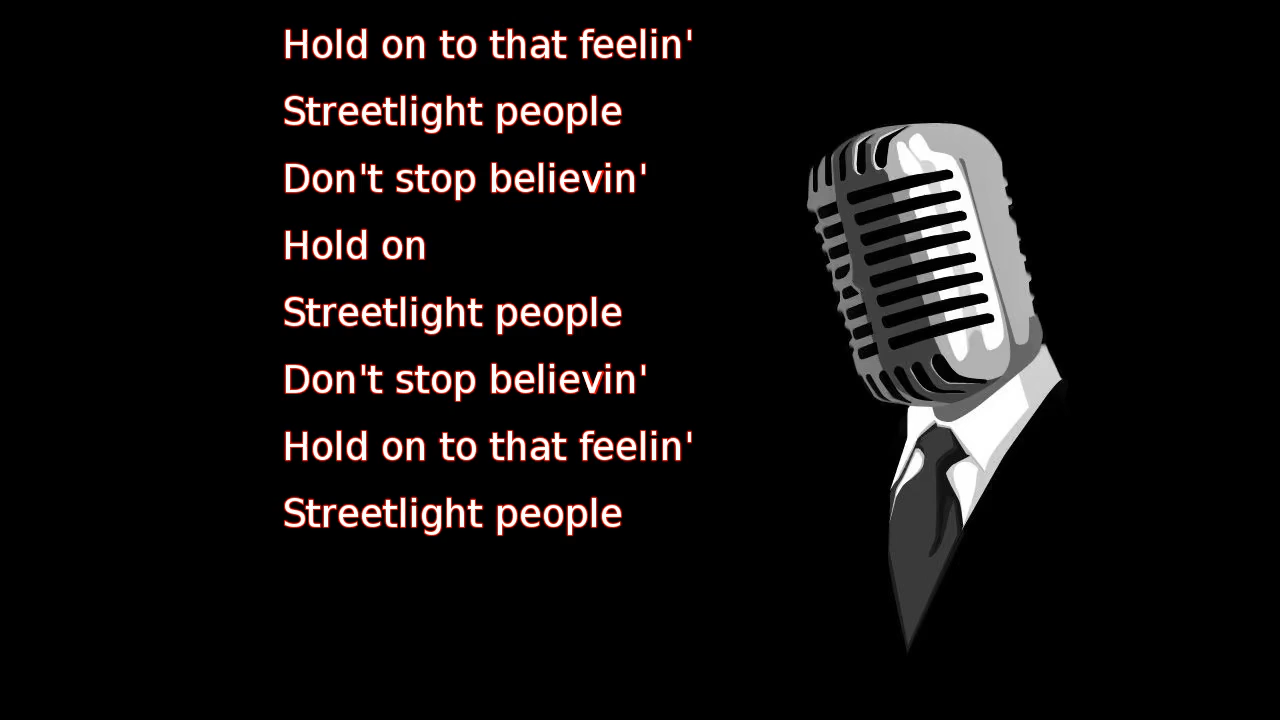 Hold on to that feelin'
Streetlight people
Don't stop believin'
Hold on
Streetlight people
Don't stop believin'
Hold on to that feelin'
Streetlight people